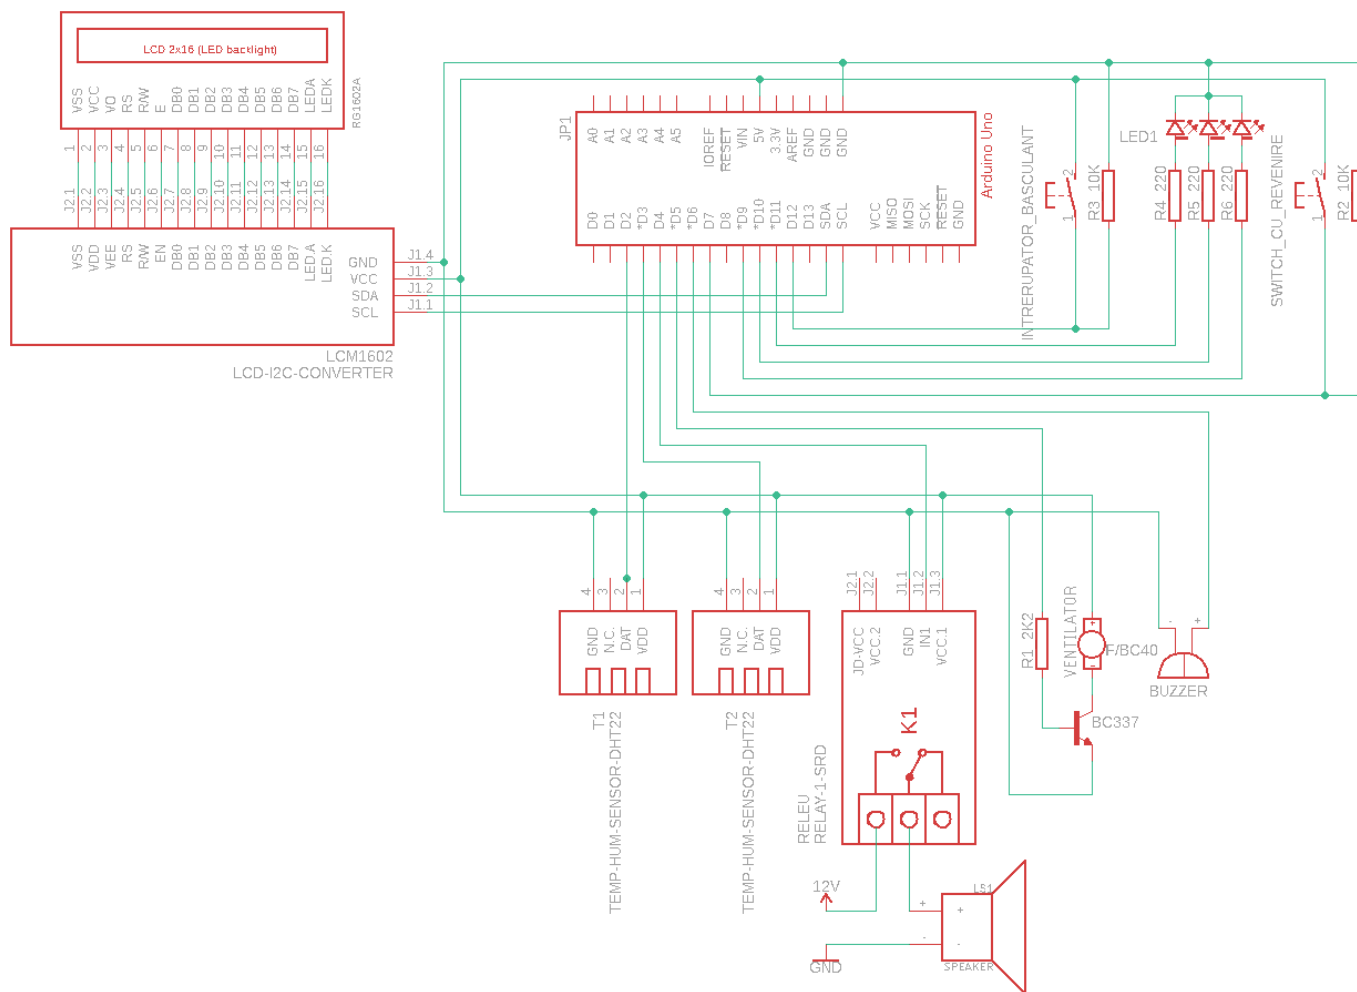 LCD 2x16 (LED backlight)
VSS
VCC
VO
RS
R/W
E
DB0
DB1
DB2
DB3
DB4
DB5
DB6
DB7
LEDA
LEDK
RG1602A
1
2
3
4
5
6
7
8
9
10
11
12
13
14
15
16
J2.1
J2.2
J2.3
J2.4
J2.5
J2.6
J2.7
J2.8
J2.9
J2.10
J2.11
J2.12
J2.13
J2.14
J2.15
J2.16
VSS
VDD
VEE
RS
R/W
EN
DB0
DB1
DB2
DB3
DB4
DB5
DB6
DB7
LED.A
LED.K
GND
VCC
SDA
SCL
J1.4
J1.3
J1.2
J1.1
LCM1602
LCD-I2C-CONVERTER
JP1
A0
A1
A2
A3
A4
A5
IOREF
RESET
VIN
5V
3.3V
AREF
GND
GND
GND
D0
D1
D2
*D3
D4
*D5
*D6
D7
D8
*D9
*D10
*D11
D12
D13
SDA
SCL
VCC
MISO
MOSI
SCK
RESET
GND
Arduino Uno
INTRERUPATOR_BASCULANT
2
1
R3 10K
LED1
R4 220
R5 220
R6 220
SWITCH_CU_REVENIRE
2
1
R2 10K
4
3
2
1
GND
N.C.
DAT
VDD
T1
TEMP-HUM-SENSOR-DHT22
4
3
2
1
GND
N.C.
DAT
VDD
T2
TEMP-HUM-SENSOR-DHT22
J2.1
J2.2
J1.1
J1.2
J1.3
JD-VCC
VCC.2
GND
IN1
VCC.1
K1
RELEU
RELAY-1-SRD
R1 2K2
VENTILATOR
+
-
F/BC40
BC337
- +
BUZZER
12V
GND
LS1
+ +
- -
SPEAKER